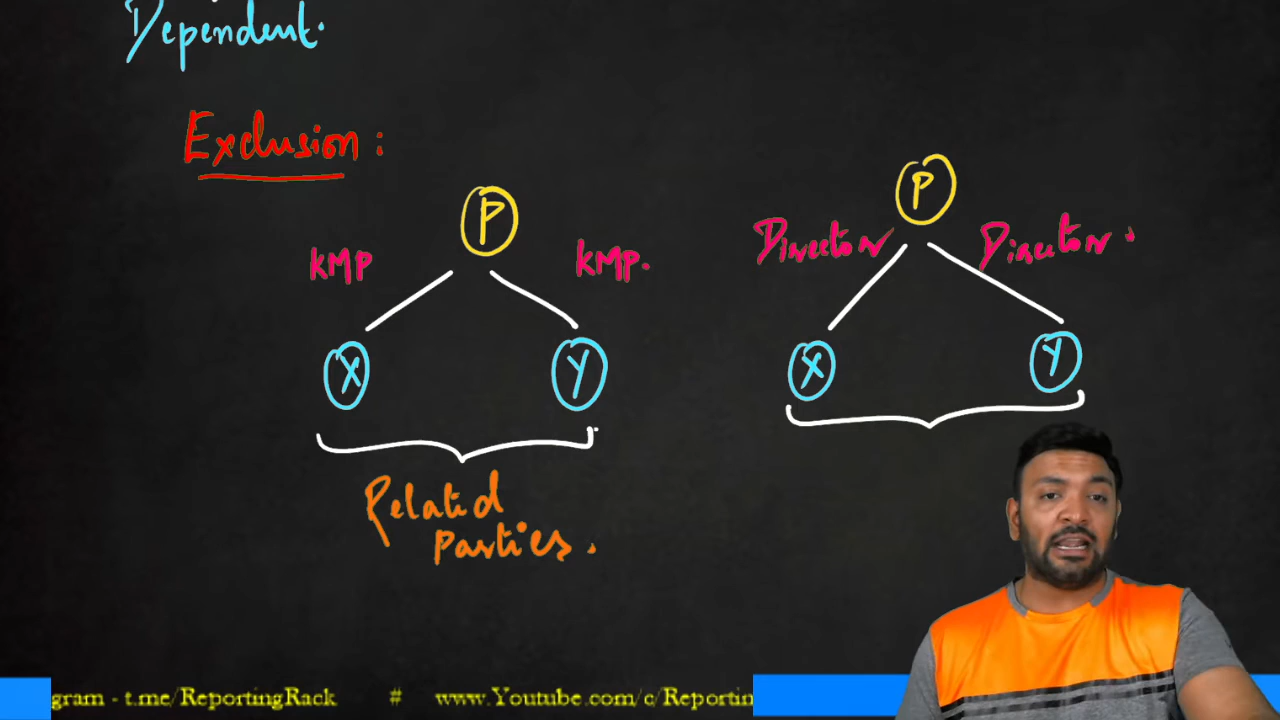 Dependent.
Exclusion :
P
KMP
KMP.
X
Y
Related
Parties.
P
Director
Director.
X
Y
gram - t.me/ReportingRack # www.Youtube.com/c/Reportin